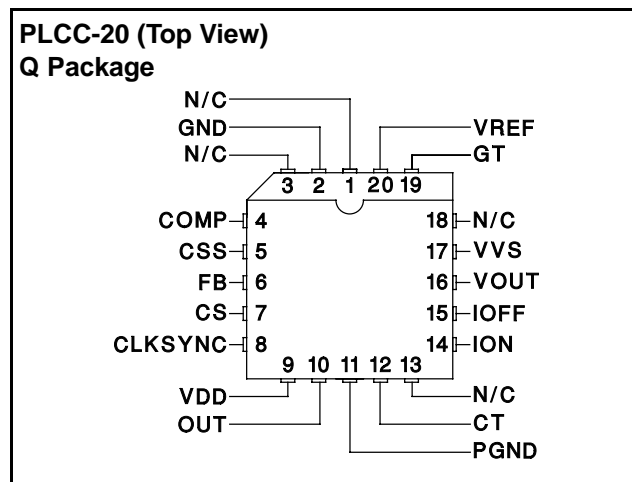 PLCC-20 (Top View)
Q Package
N/C
GND
N/C
VREF
GT
3 2 1 20 19
COMP 4
CSS 5
FB 6
CS 7
CLKSYNC 8
18 N/C
17 VVS
16 VOUT
15 IOFF
14 ION
9 10 11 12 13
VDD
OUT
N/C
CT
PGND